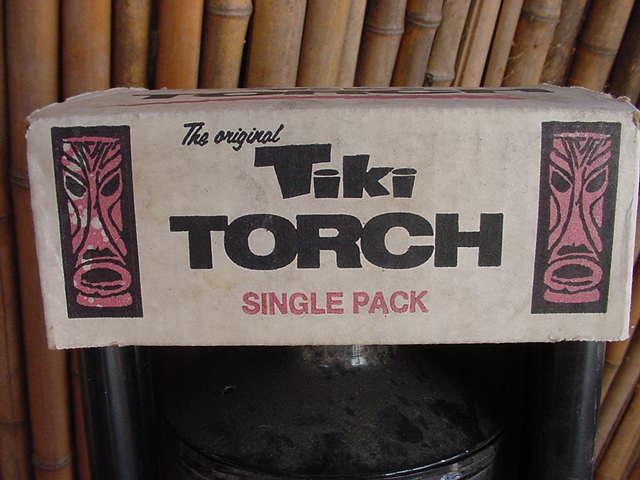 The original
Tiki
TORCH
SINGLE PACK